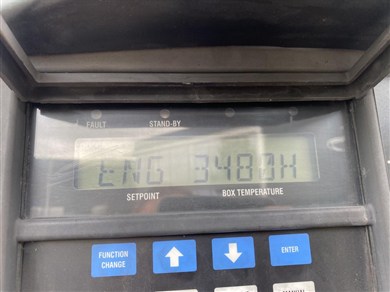 FAULT STAND-BY
ENG 3480H
SETPOINT BOX TEMPERATURE
FUNCTION CHANGE ENTER